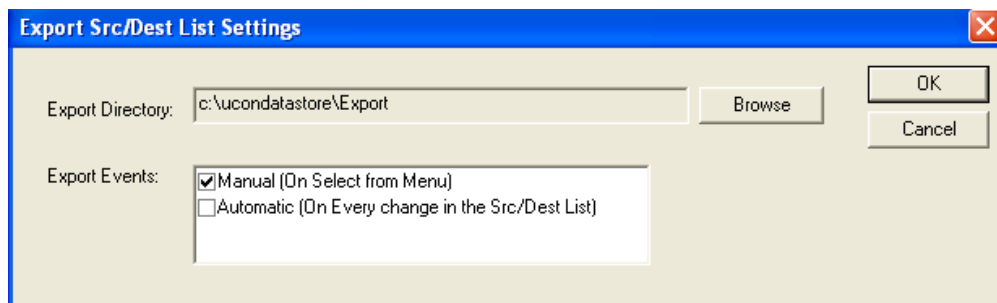 Export Src/Dest List Settings
Export Directory: c:\ucondatastore\Export Browse
OK
Cancel
Export Events: Manual (On Select from Menu)
Automatic (On Every change in the Src/Dest List)